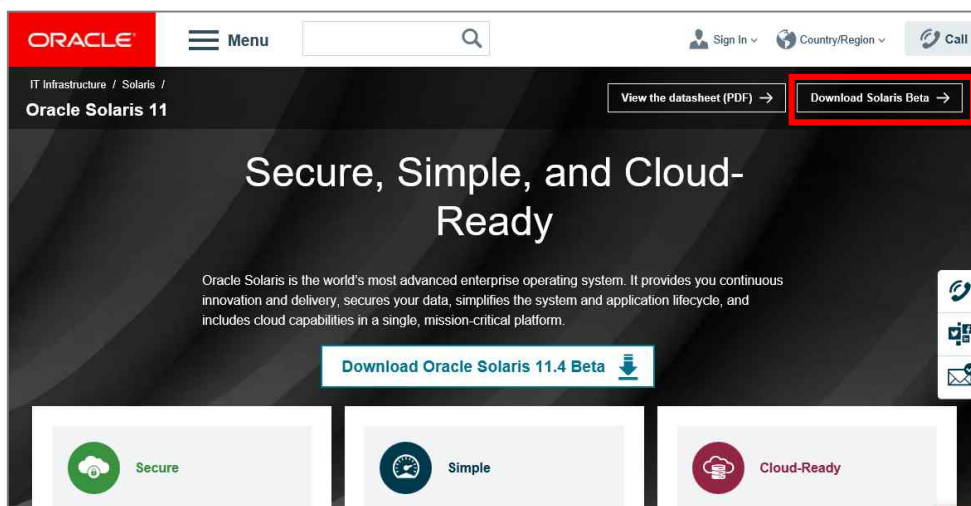 ORACLE
Menu
Sign In
Country/Region
Call
IT Infrastructure / Solaris /
Oracle Solaris 11
View the datasheet (PDF) →
Download Solaris Beta →
Secure, Simple, and Cloud-
Ready
Oracle Solaris is the world's most advanced enterprise operating system. It provides you continuous
innovation and delivery, secures your data, simplifies the system and application lifecycle, and
includes cloud capabilities in a single, mission-critical platform.
Download Oracle Solaris 11.4 Beta
Secure
Simple
Cloud-Ready